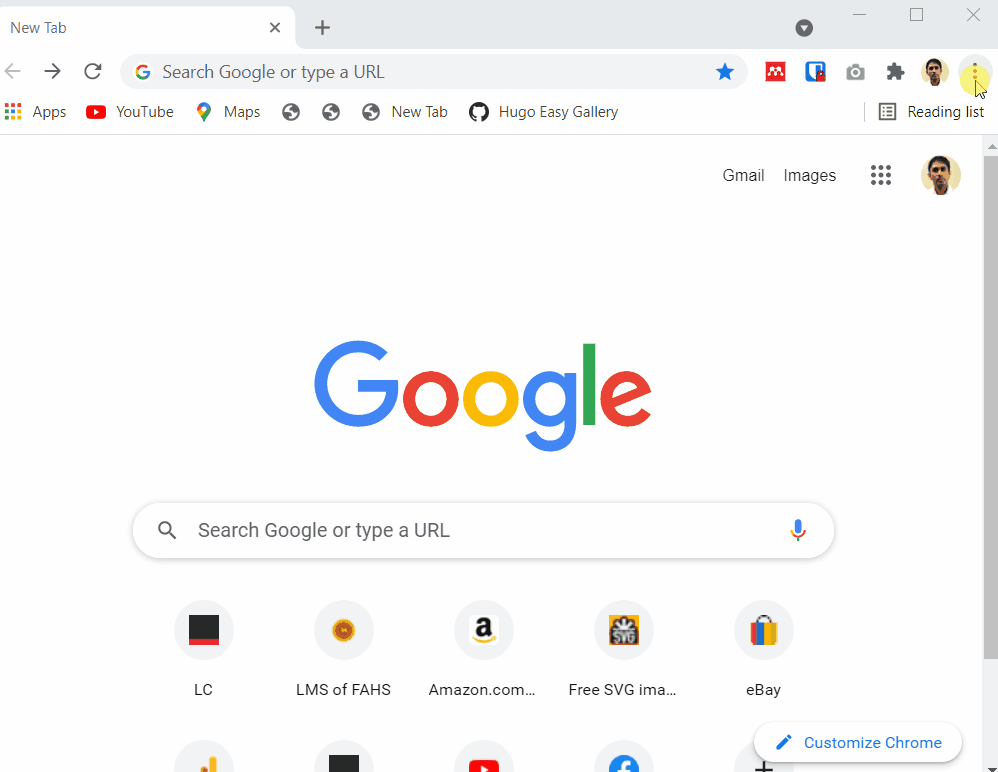 New Tab
Search Google or type a URL
Apps YouTube Maps New Tab Hugo Easy Gallery Reading list
Gmail Images
Google
Search Google or type a URL
a SVG
LC LMS of FAHS Amazon.com... Free SVG ima... eBay
Customize Chrome